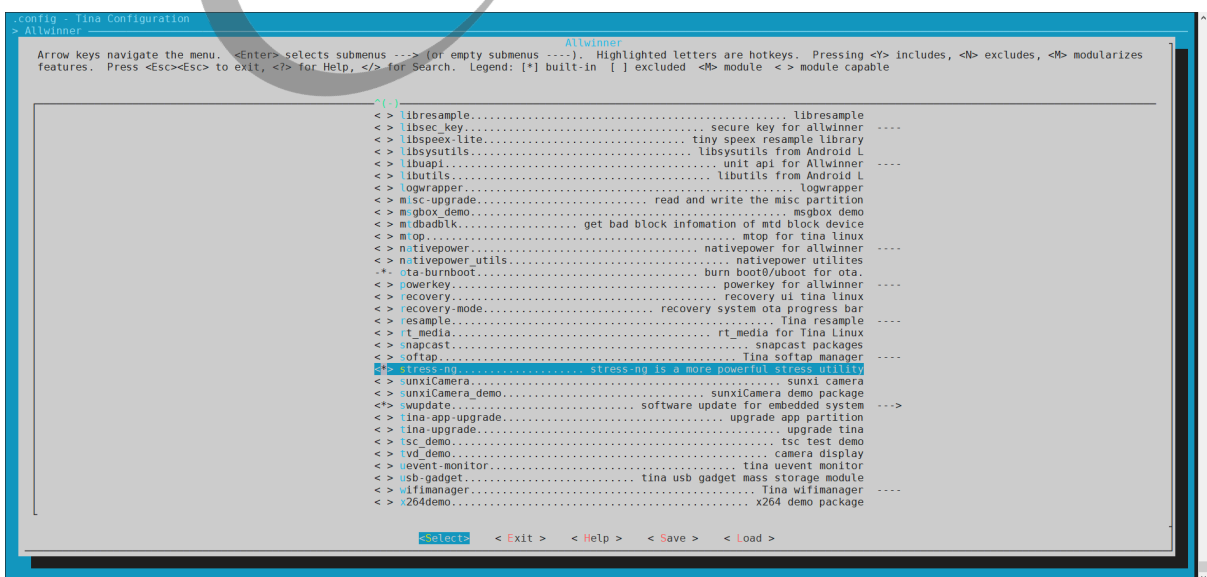 .config - Tina Configuration
> Allwinner
Allwinner
Arrow keys navigate the menu. <Enter> selects submenus ---> (or empty submenus ----). Highlighted letters are hotkeys. Pressing <Y> includes, <N> excludes, <M> modularizes
features. Press <Esc><Esc> to exit, <?> for Help, </> for Search. Legend: [*] built-in [ ] excluded <M> module < > module capable
^(-)
< > libresample.................................................. libresample
< > libsec_key...................................... secure key for allwinner ----
< > libspeex-lite................................ tiny speex resample library
< > libsysutils................................... libsysutils from Android L
< > libuapi........................................... unit api for Allwinner ----
< > libutils......................................... libutils from Android L
< > logwrapper.................................................... logwrapper
< > misc-upgrade.......................... read and write the misc partition
< > msgbox_demo.................................................. msgbox demo
< > mtdbadblk................... get bad block infomation of mtd block device
< > mtop................................................. mtop for tina linux
< > nativepower.................................... nativepower for allwinner ----
< > nativepower_utils................................... nativepower utilites
-*- ota-burnboot................................... burn boot0/uboot for ota.
< > powerkey.......................................... powerkey for allwinner ----
< > recovery.......................................... recovery ui tina linux
< > recovery-mode............................ recovery system ota progress bar
< > resample................................................... Tina resample ----
< > rt_media......................................... rt_media for Tina Linux
< > snapcast............................................... snapcast packages
< > softap............................................... Tina softap manager ----
<*> stress-ng.................... stress-ng is a more powerful stress utility
< > sunxiCamera.................................................. sunxi camera
< > sunxiCamera_demo................................ sunxiCamera demo package
<*> swupdate............................. software update for embedded system --->
< > tina-app-upgrade................................... upgrade app partition
< > tina-upgrade................................................ upgrade tina
< > tsc_demo................................................... tsc test demo
< > tvd_demo.................................................. camera display
< > uevent-monitor....................................... tina uevent monitor
< > usb-gadget............................ tina usb gadget mass storage module
< > wifimanager.............................................. Tina wifimanager ----
< > x264demo............................................... x264 demo package
<Select> < Exit > < Help > < Save > < Load >